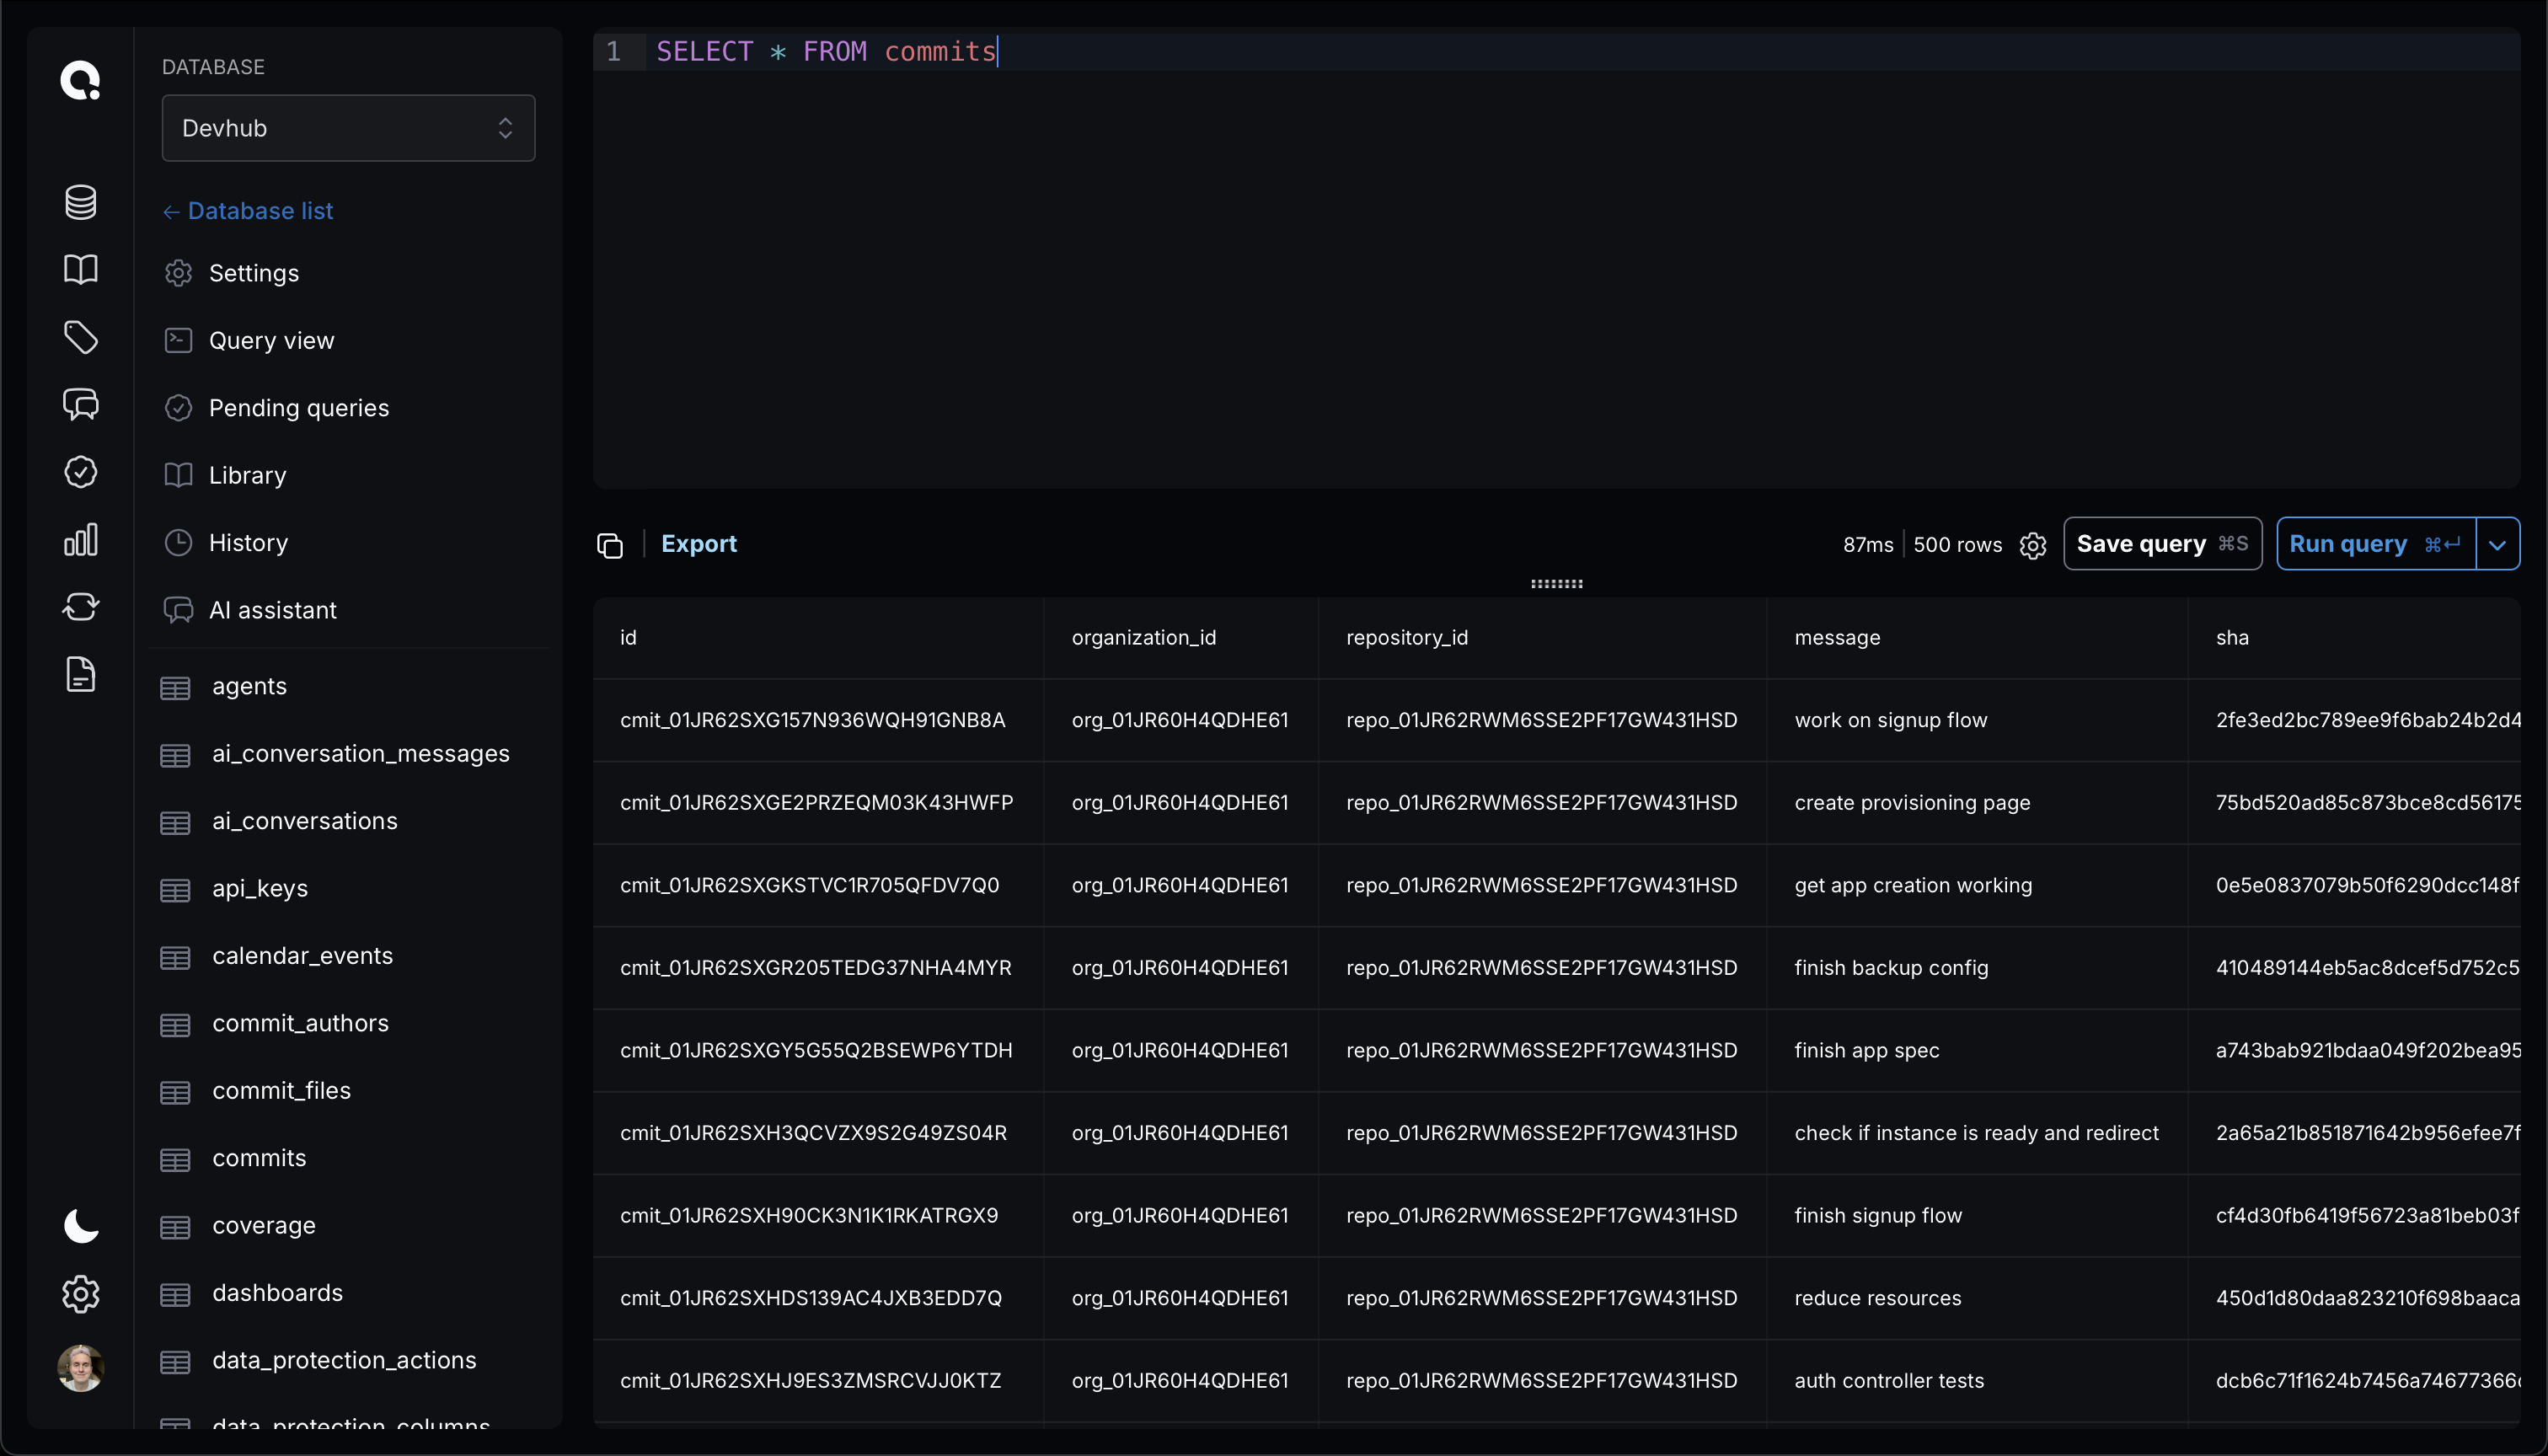 DATABASE
Devhub
← Database list
Settings
Query view
Pending queries
Library
History
AI assistant
agents
ai_conversation_messages
ai_conversations
api_keys
calendar_events
commit_authors
commit_files
commits
coverage
dashboards
data_protection_actions
data_protection_columns
1 SELECT * FROM commits
Export
87ms 500 rows Save query ⌘S Run query ⌘↵
id organization_id repository_id message sha
cmit_01JR62SXG157N936WQH91GNB8A org_01JR60H4QDHE61 repo_01JR62RWM6SSE2PF17GW431HSD work on signup flow 2fe3ed2bc789ee9f6bab24b2d4
cmit_01JR62SXGE2PRZEQM03K43HWFP org_01JR60H4QDHE61 repo_01JR62RWM6SSE2PF17GW431HSD create provisioning page 75bd520ad85c873bce8cd56175
cmit_01JR62SXGKSTVC1R705QFDV7Q0 org_01JR60H4QDHE61 repo_01JR62RWM6SSE2PF17GW431HSD get app creation working 0e5e0837079b50f6290dcc148f
cmit_01JR62SXGR205TEDG37NHA4MYR org_01JR60H4QDHE61 repo_01JR62RWM6SSE2PF17GW431HSD finish backup config 410489144eb5ac8dcef5d752c5
cmit_01JR62SXGY5G55Q2BSEWP6YTDH org_01JR60H4QDHE61 repo_01JR62RWM6SSE2PF17GW431HSD finish app spec a743bab921bdaa049f202bea95
cmit_01JR62SXH3QCVZX9S2G49ZS04R org_01JR60H4QDHE61 repo_01JR62RWM6SSE2PF17GW431HSD check if instance is ready and redirect 2a65a21b851871642b956efee7f
cmit_01JR62SXH90CK3N1K1RKATRGX9 org_01JR60H4QDHE61 repo_01JR62RWM6SSE2PF17GW431HSD finish signup flow cf4d30fb6419f56723a81beb03f
cmit_01JR62SXHDS139AC4JXB3EDD7Q org_01JR60H4QDHE61 repo_01JR62RWM6SSE2PF17GW431HSD reduce resources 450d1d80daa823210f698baaca
cmit_01JR62SXHJ9ES3ZMSRCVJJ0KTZ org_01JR60H4QDHE61 repo_01JR62RWM6SSE2PF17GW431HSD auth controller tests dcb6c71f1624b7456a74677366